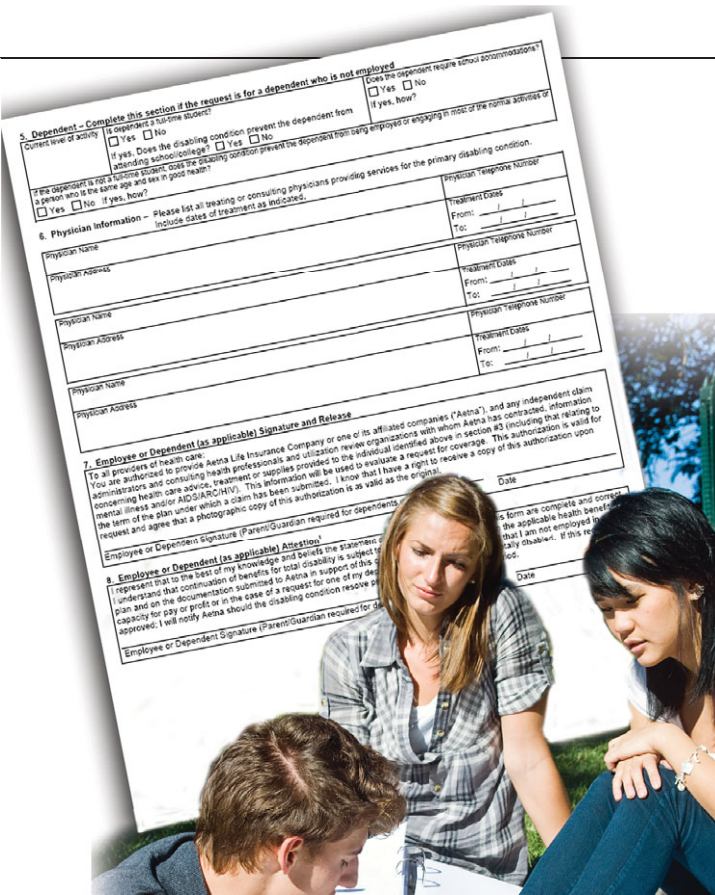 5. Dependent – Complete this section if the request is for a dependent who is not employed
Current level of activity
Is dependent a full-time student?
☐ Yes ☐ No
If yes, Does the disabling condition prevent the dependent from
attending school/college? ☐ Yes ☐ No
Does the dependent require school accommodations?
☐ Yes ☐ No
If yes, how?
If the dependent is not a full-time student, does the disabling condition prevent the dependent from being employed or engaging in most of the normal activities of
a person who is the same age and sex in good health?
☐ Yes ☐ No If yes, how?
6. Physician Information – Please list all treating or consulting physicians providing services for the primary disabling condition.
Include dates of treatment as indicated.
Physician Name
Physician Telephone Number
Physician Address
Treatment Dates
From: / /
To: / /
Physician Name
Physician Telephone Number
Physician Address
Treatment Dates
From: / /
To: / /
Physician Name
Physician Telephone Number
Physician Address
Treatment Dates
From: / /
To: / /
7. Employee or Dependent (as applicable) Signature and Release
To all providers of health care:
You are authorized to provide Aetna Life Insurance Company or one of its affiliated companies ("Aetna"), and any independent claim
administrators and consulting health professionals and utilization review organizations with whom Aetna has contracted, information
concerning health care advice, treatment or supplies provided to the individual identified above in section #3 (including that relating to
mental illness and/or AIDS/ARC/HIV). This information will be used to evaluate a request for coverage. This authorization is valid for
the term of the plan under which a claim has been submitted. I know that I have a right to receive a copy of this authorization upon
request and agree that a photographic copy of this authorization is as valid as the original.
Employee or Dependent Signature (Parent/Guardian required for dependents
Date
8. Employee or Dependent (as applicable) Attestion
I represent that to the best of my knowledge and beliefs the statement form are complete and correct
I understand that continuation of benefits for total disability is subject to the applicable health benefit
plan and on the documentation submitted to Aetna in support of this that I am not employed in
capacity for pay or profit or in the case of a request for one of my disabled. If this
approved; I will notify Aetna should the disabling condition resolve
Employee or Dependent Signature (Parent/Guardian required for
Date